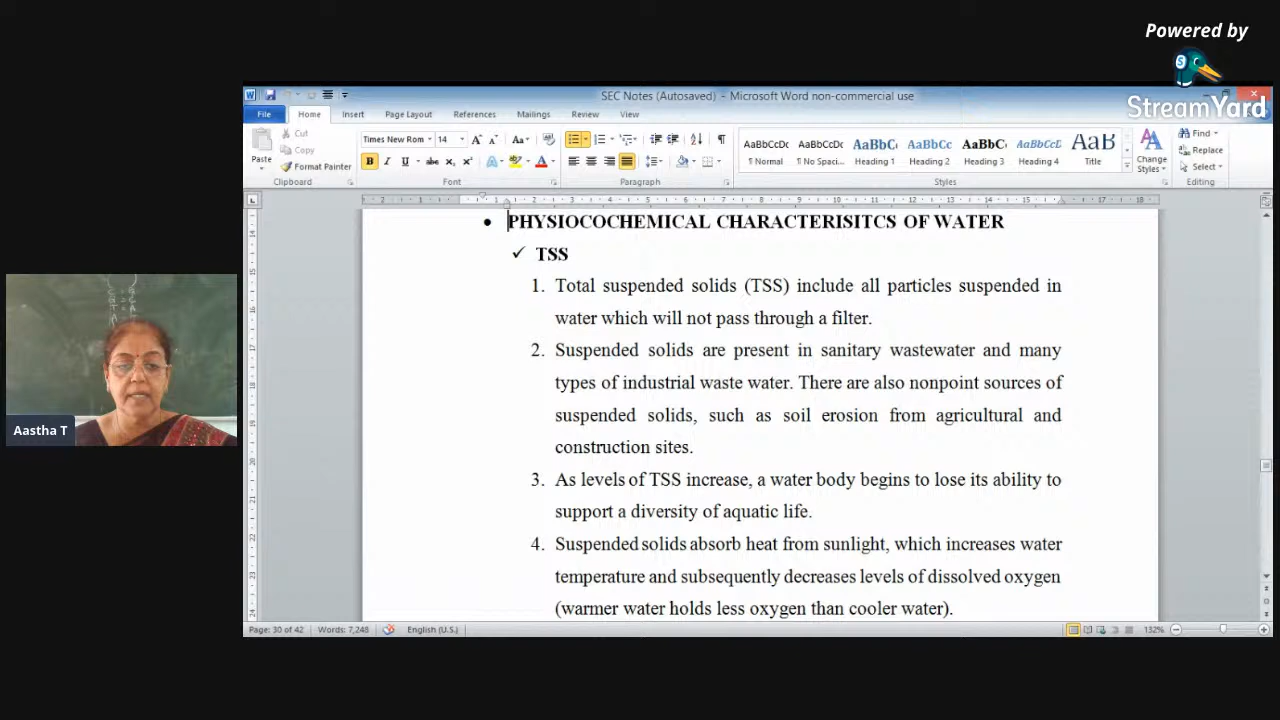 Powered by
StreamYard
SEC Notes (Autosaved) - Microsoft Word non-commercial use
File Home Insert Page Layout References Mailings Review View
Cut
Copy
Format Painter
Paste
Times New Rom 14
AaBbCcDc AaBbCcDc AaBbC AaBbCc AaBbC AaBbCcD AaB
¶ Normal ¶ No Spaci... Heading 1 Heading 2 Heading 3 Heading 4 Title
Change Styles
Find
Replace
Select
Clipboard Font Paragraph Styles Editing
• PHYSIOCOCHEMICAL CHARACTERISITCS OF WATER
✓ TSS
1. Total suspended solids (TSS) include all particles suspended in
water which will not pass through a filter.
2. Suspended solids are present in sanitary wastewater and many
types of industrial waste water. There are also nonpoint sources of
suspended solids, such as soil erosion from agricultural and
construction sites.
3. As levels of TSS increase, a water body begins to lose its ability to
support a diversity of aquatic life.
4. Suspended solids absorb heat from sunlight, which increases water
temperature and subsequently decreases levels of dissolved oxygen
(warmer water holds less oxygen than cooler water).
Aastha T
Page: 30 of 42 Words: 7,248 English (U.S.) 132%